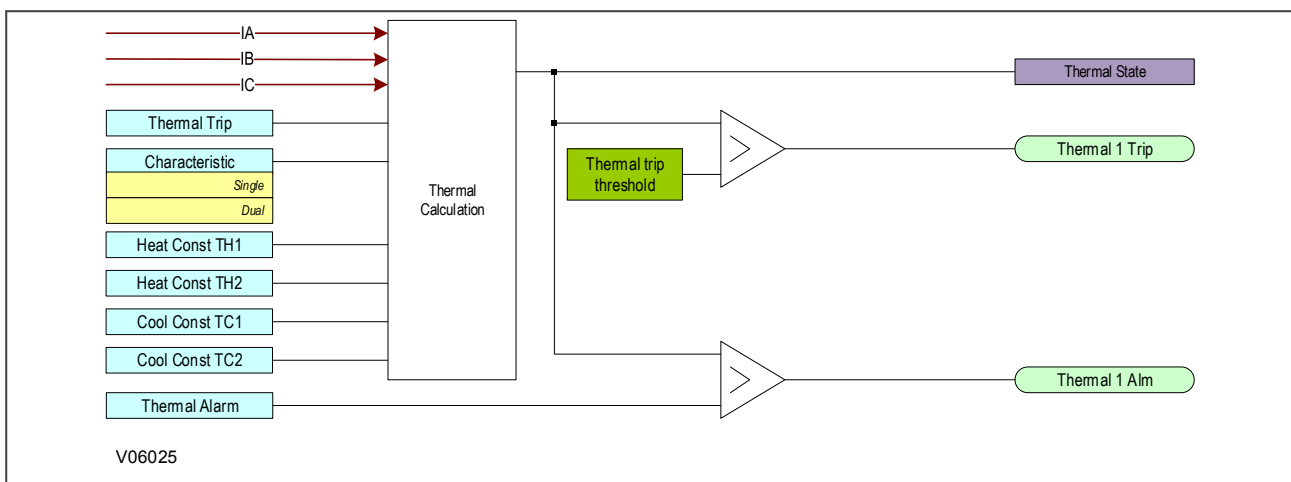 IA
IB
IC
Thermal Trip
Characteristic
Single
Dual
Heat Const TH1
Heat Const TH2
Cool Const TC1
Cool Const TC2
Thermal Alarm
Thermal
Calculation
Thermal trip
threshold
>
>
Thermal State
Thermal 1 Trip
Thermal 1 Alm
V06025